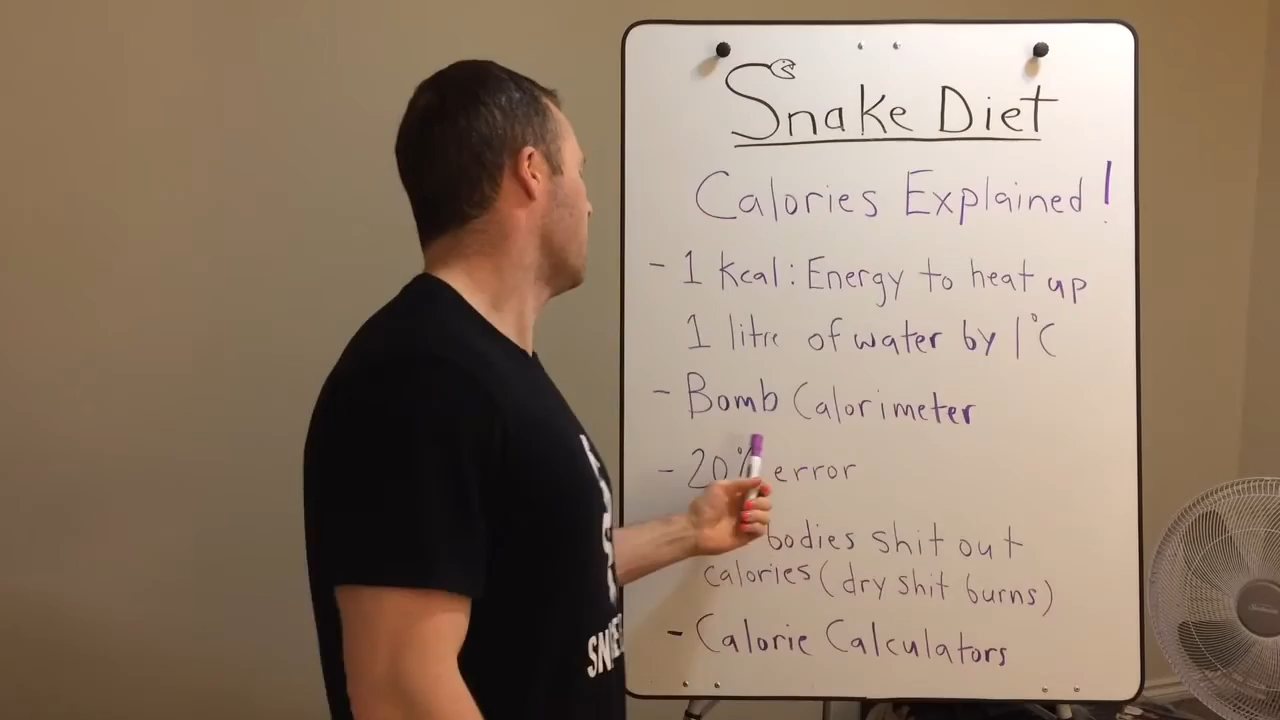 Snake Diet
Calories Explained!
- 1 kcal: Energy to heat up
1 litre of water by 1°C
- Bomb Calorimeter
- 20% error
bodies shit out
calories (dry shit burns)
- Calorie Calculators